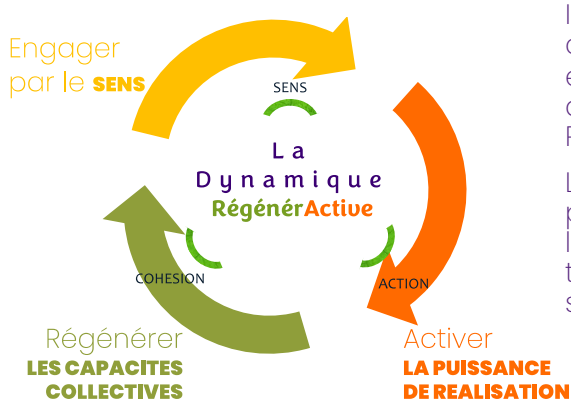 Engager
par le SENS
SENS
La
Dynamique
RégénérActive
COHESION
ACTION
Régénérer
LES CAPACITES
COLLECTIVES
Activer
LA PUISSANCE
DE REALISATION